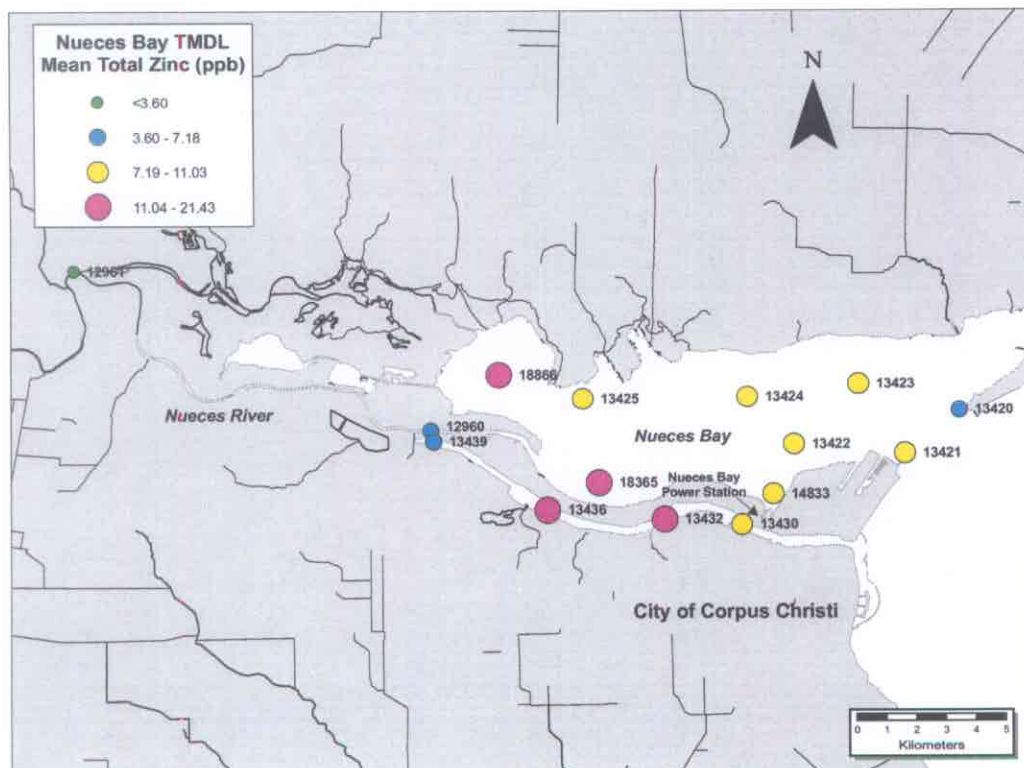 Nueces Bay TMDL
Mean Total Zinc (ppb)
<3.60
3.60 - 7.18
7.19 - 11.03
11.04 - 21.43
N
12961
18866
13425
13424
13423
13420
Nueces River
12960
13439
Nueces Bay
13422
13421
18365
Nueces Bay
Power Station
14833
13436
13432
13430
City of Corpus Christi
0 1 2 3 4 5
Kilometers